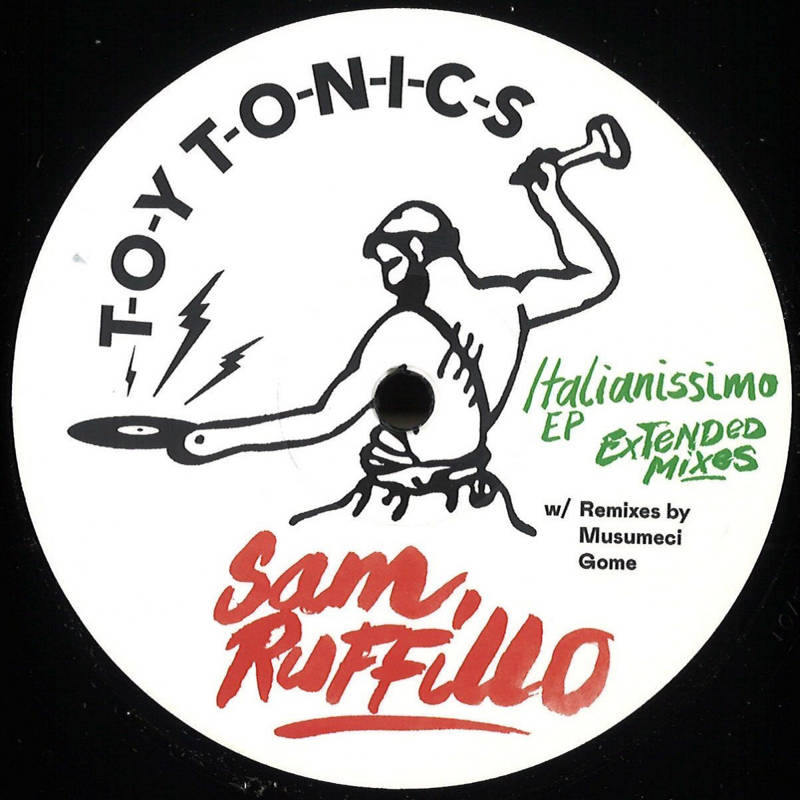 T-O-Y T-O-N-I-C-S
Italianissimo
EP EXTENDED
MIXES
w/ Remixes by
Musumeci
Gome
Sam
Ruffillo